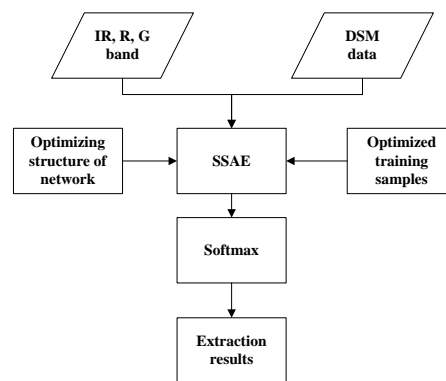 IR, R, G
band
DSM
data
Optimizing
structure of
network
SSAE
Optimized
training
samples
Softmax
Extraction
results